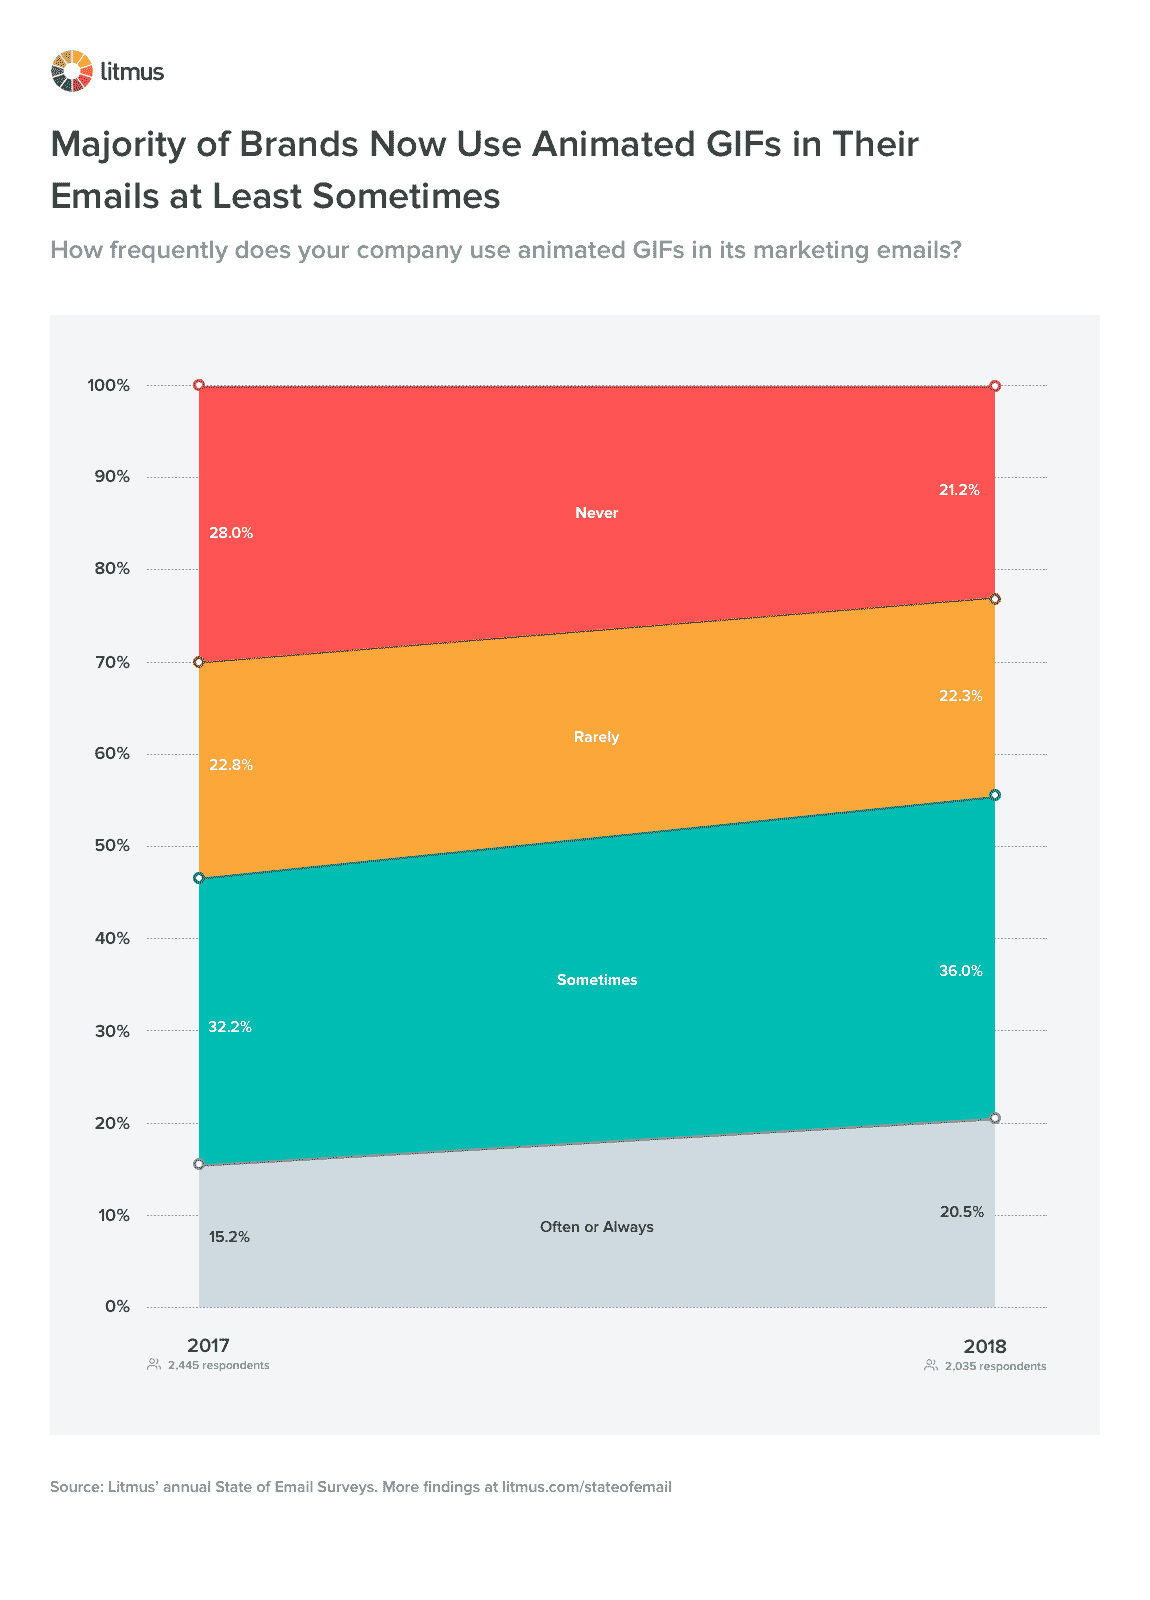 litmus
Majority of Brands Now Use Animated GIFs in Their
Emails at Least Sometimes
How frequently does your company use animated GIFs in its marketing emails?
100%
90%
21.2%
Never
28.0%
80%
70%
22.3%
Rarely
60%
22.8%
50%
40%
36.0%
Sometimes
30%
32.2%
20%
10%
20.5%
Often or Always
15.2%
0%
2017
2018
2,445 respondents
2,035 respondents
Source: Litmus’ annual State of Email Surveys. More findings at litmus.com/stateofemail